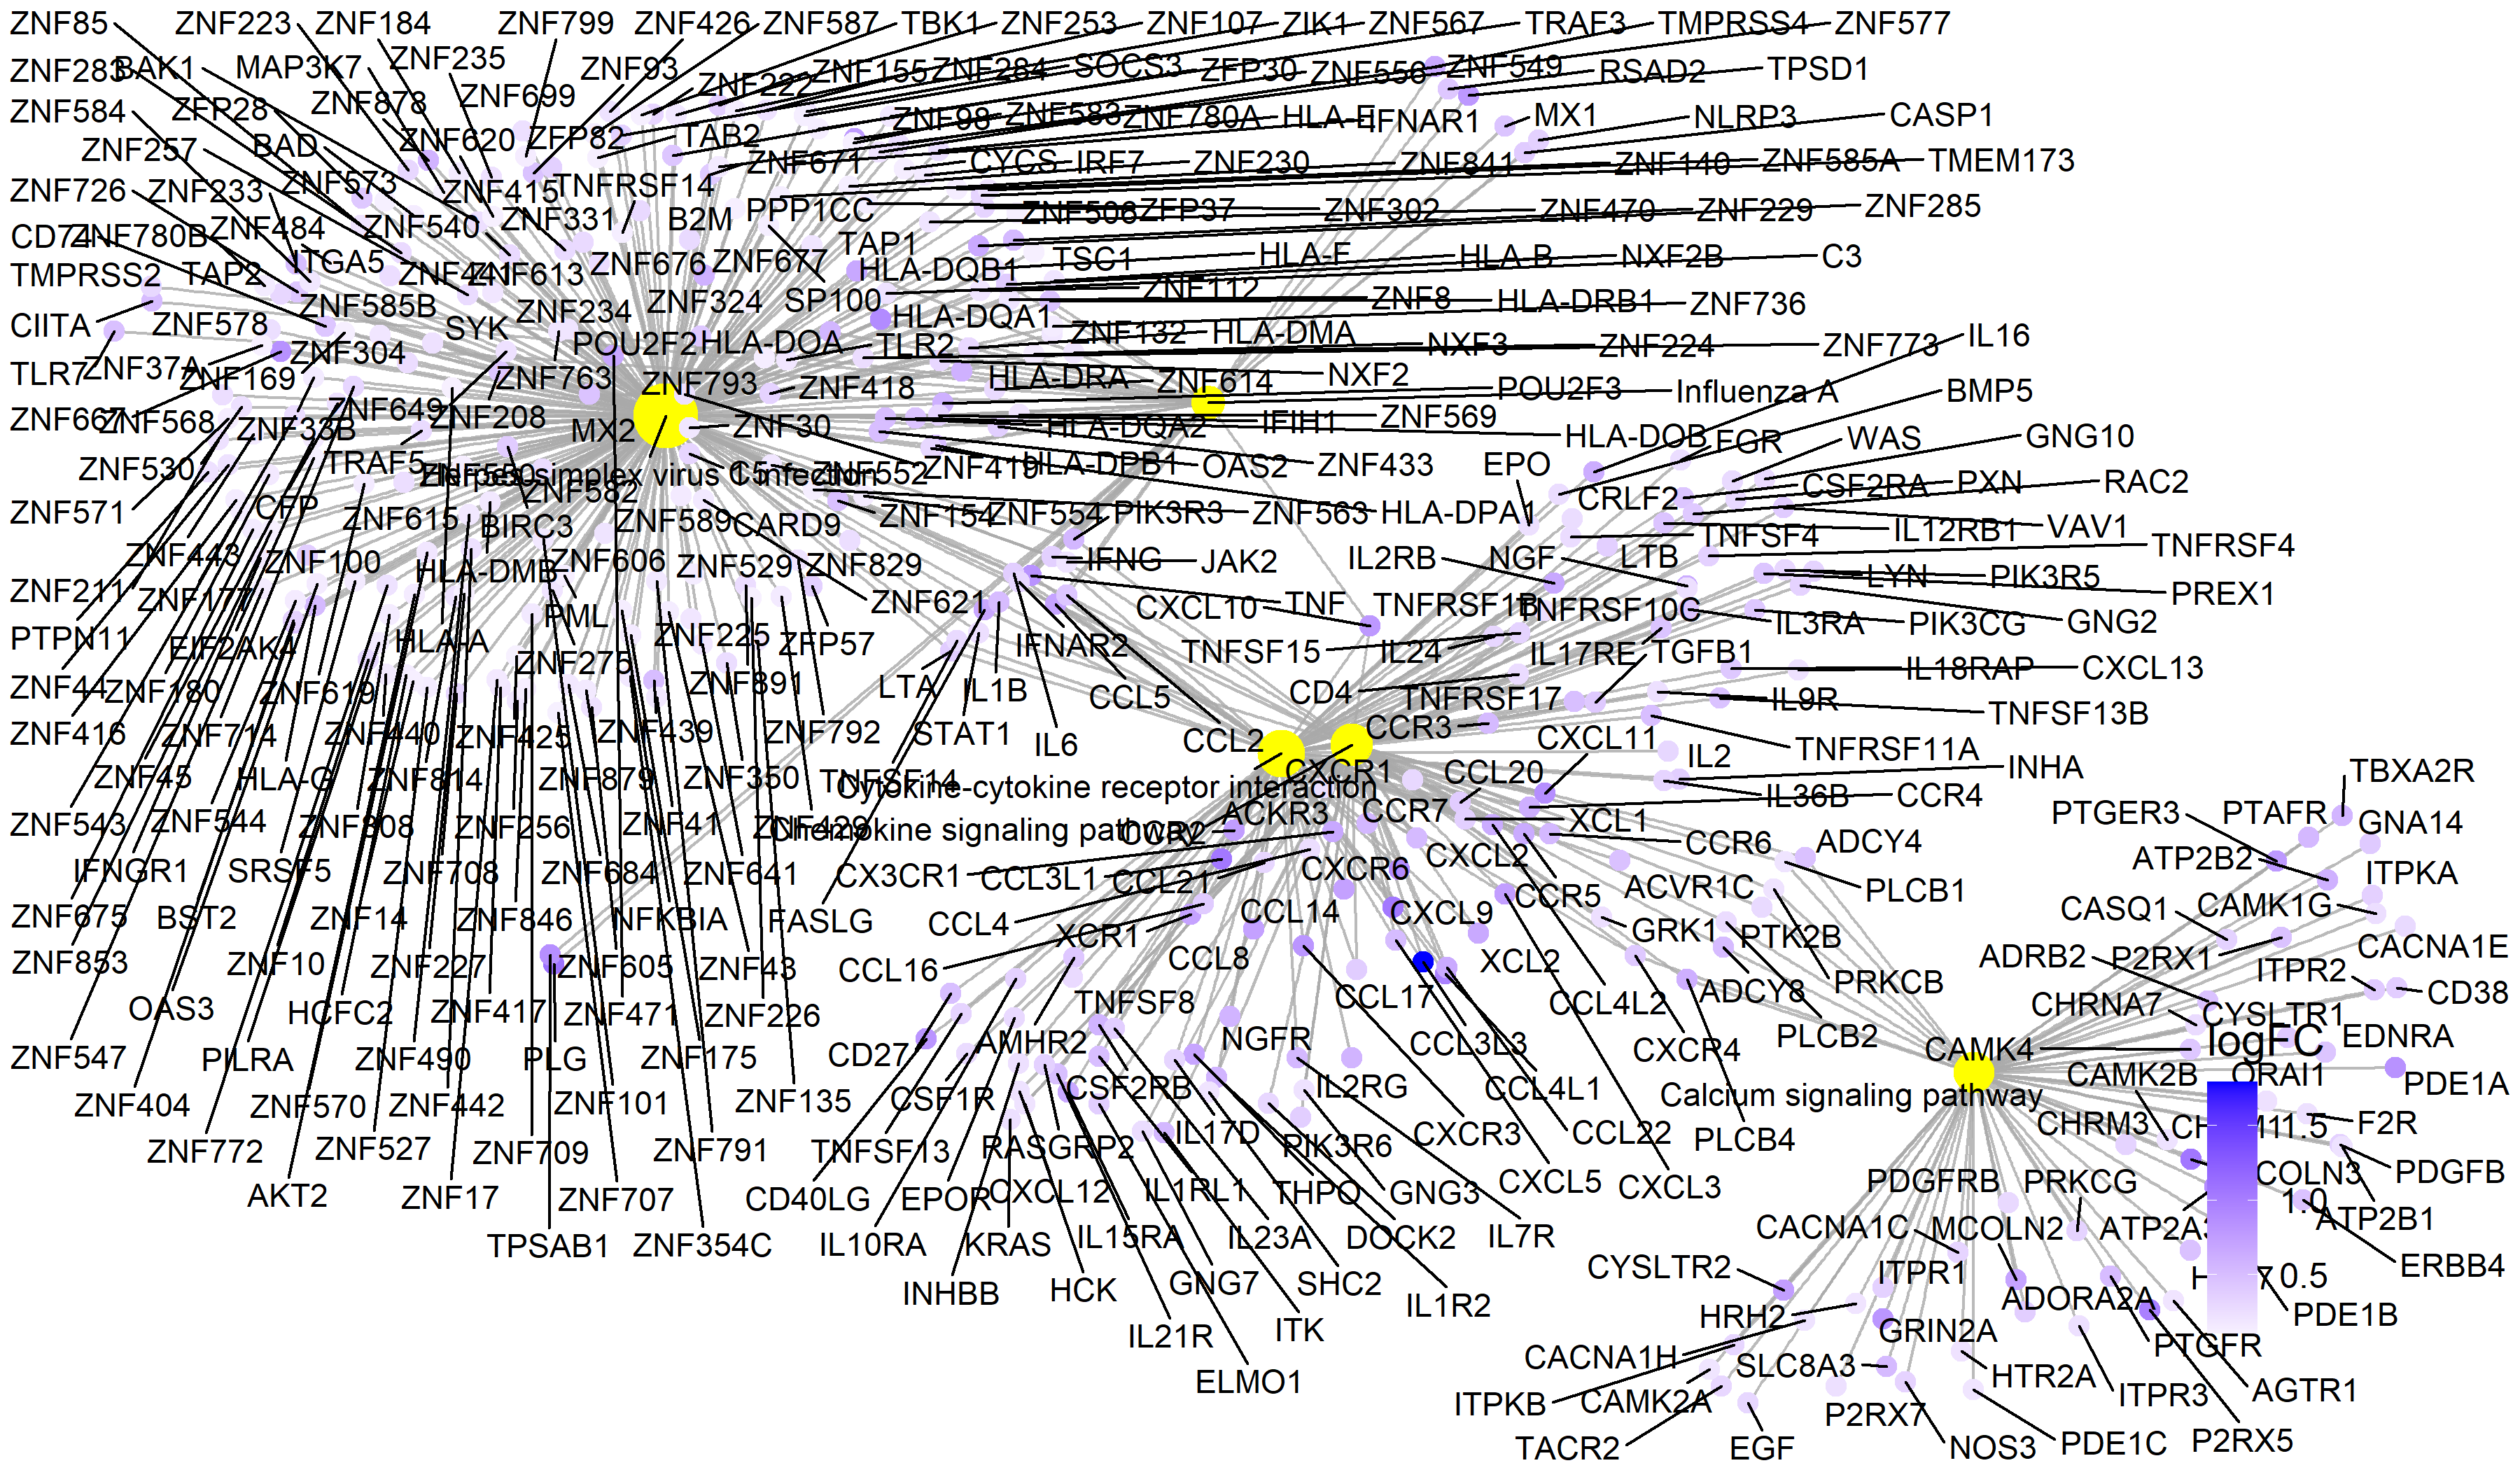 ZNF85 ZNF223 ZNF184 ZNF799 ZNF426 ZNF587 TBK1 ZNF253 ZNF107 ZIK1 ZNF567 TRAF3 TMPRSS4 ZNF577
ZNF283 BAK1 MAP3K7 ZNF235 ZNF93 ZNF222 ZNF155 ZNF284 SOCS3 ZFP30 ZNF556 ZNF549 RSAD2 TPSD1
ZNF584 ZFP28 ZNF878 ZNF699 ZNF98 ZNF583 ZNF780A HLA-E IFNAR1 MX1 NLRP3 CASP1
ZNF257 BAD ZNF620 ZFP82 TAB2 ZNF671 CYCS IRF7 ZNF230 ZNF841 ZNF140 ZNF585A TMEM173
ZNF726 ZNF233 ZNF573 ZNF415 TNFRSF14 PPP1CC ZNF506 ZFP37 ZNF302 ZNF470 ZNF229 ZNF285
CD74 ZNF780B ZNF484 ZNF540 ZNF331 B2M TAP1 TSC1 HLA-F HLA-B NXF2B C3
TMPRSS2 TAP2 ITGA5 ZNF441 ZNF613 ZNF676 ZNF677 HLA-DQB1 ZNF112 ZNF8 HLA-DRB1 ZNF736
CIITA ZNF578 ZNF585B SYK ZNF234 ZNF324 SP100 HLA-DQA1 ZNF132 HLA-DMA NXF3 ZNF224 ZNF773 IL16
TLR7 ZNF37A ZNF169 ZNF304 ZNF763 POU2F2 HLA-DOA TLR2 ZNF793 ZNF418 HLA-DRA ZNF614 NXF2 POU2F3 Influenza A BMP5
ZNF667 ZNF568 ZNF33B ZNF649 ZNF208 MX2 ZNF30 HLA-DQA2 IFIH1 ZNF569 HLA-DOB FGR WAS GNG10
ZNF530 TRAF5 ZNF550 Herpes simplex virus 1 infection C5 ZNF552 ZNF419 HLA-DPB1 OAS2 ZNF433 EPO CRLF2 CSF2RA PXN RAC2
ZNF571 CFP ZNF615 BIRC3 ZNF582 ZNF589 CARD9 ZNF154 ZNF554 PIK3R3 ZNF563 HLA-DPA1 TNFSF4 IL12RB1 VAV1 TNFRSF4
ZNF443 ZNF100 HLA-DMB ZNF606 ZNF529 ZNF829 IFNG JAK2 IL2RB NGF LTB LYN PIK3R5 PREX1
ZNF211 ZNF177 PML ZNF621 CXCL10 TNF TNFRSF1B TNFRSF10C IL3RA PIK3CG GNG2
PTPN11 EIF2AK4 HLA-A ZNF275 ZNF225 ZFP57 IFNAR2 TNFSF15 IL24 IL17RE TGFB1 IL18RAP CXCL13
ZNF44 ZNF180 ZNF619 ZNF891 LTA IL1B CCL5 CD4 TNFRSF17 IL9R TNFSF13B
ZNF416 ZNF714 ZNF440 ZNF425 ZNF439 ZNF792 STAT1 IL6 CCL2 CCR3 CXCL11 IL2 TNFRSF11A
ZNF45 HLA-G ZNF814 ZNF879 ZNF350 TNFSF14 Cytokine-cytokine receptor interaction CXCR1 CCL20 IL36B INHA CCR4 TBXA2R
ZNF543 ZNF544 ZNF808 ZNF256 ZNF41 ZNF429 Chemokine signaling pathway CCR2 ACKR3 CCR7 XCL1 CCR6 ADCY4 PTGER3 PTAFR GNA14
IFNGR1 SRSF5 ZNF708 ZNF684 ZNF641 CX3CR1 CCL3L1 CCL21 CXCR6 CXCL2 CCR5 ACVR1C PLCB1 ATP2B2 ITPKA
ZNF675 BST2 ZNF14 ZNF846 NFKBIA FASLG CCL4 XCR1 CCL14 CXCL9 GRK1 PTK2B CASQ1 CAMK1G CACNA1E
ZNF853 ZNF10 ZNF227 ZNF605 ZNF43 CCL16 CCL8 XCL2 PRKCB ADRB2 P2RX1 ITPR2
OAS3 HCFC2 ZNF417 ZNF471 ZNF226 TNFSF8 CCL17 CCL4L2 ADCY8 CHRNA7 CYSLTR1 CD38
ZNF547 PILRA ZNF490 PLG ZNF175 CD27 AMHR2 NGFR CCL3L3 CXCR4 PLCB2 CAMK4 logFC EDNRA
ZNF404 ZNF570 ZNF442 ZNF101 ZNF135 CSF1R CSF2RB IL2RG CCL4L1 Calcium signaling pathway CAMK2B ORAI1 PDE1A
ZNF772 ZNF527 ZNF709 ZNF791 TNFSF13 RASGRP2 IL17D PIK3R6 CXCR3 CCL22 PLCB4 CHRM3 1.5 F2R
AKT2 ZNF17 ZNF707 CD40LG EPOR CXCL12 IL1RL1 THPO GNG3 CXCL5 CXCL3 PDGFRB PRKCG 1.0 PDGFB
TPSAB1 ZNF354C IL10RA KRAS IL15RA IL23A DOCK2 IL7R CACNA1C MCOLN2 ATP2B1
INHBB HCK GNG7 SHC2 IL1R2 CYSLTR2 ITPR1 ADORA2A 0.5 ERBB4
IL21R ITK HRH2 GRIN2A PTGFR PDE1B
ELMO1 CACNA1H SLC8A3 HTR2A ITPR3 AGTR1
ITPKB CAMK2A P2RX7 P2RX5
TACR2 EGF NOS3 PDE1C